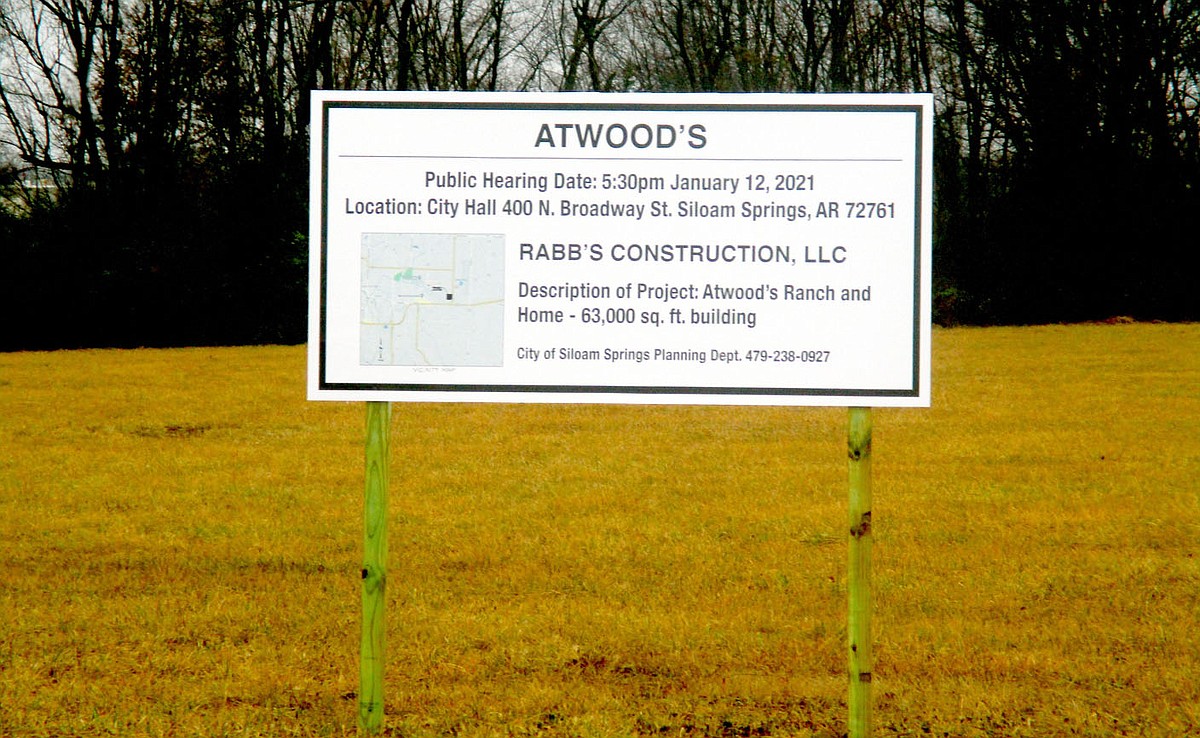 ATWOOD'S
Public Hearing Date: 5:30pm January 12, 2021
Location: City Hall 400 N. Broadway St. Siloam Springs, AR 72761
RABB'S CONSTRUCTION, LLC
Description of Project: Atwood's Ranch and
Home - 63,000 sq. ft. building
City of Siloam Springs Planning Dept. 479-238-0927